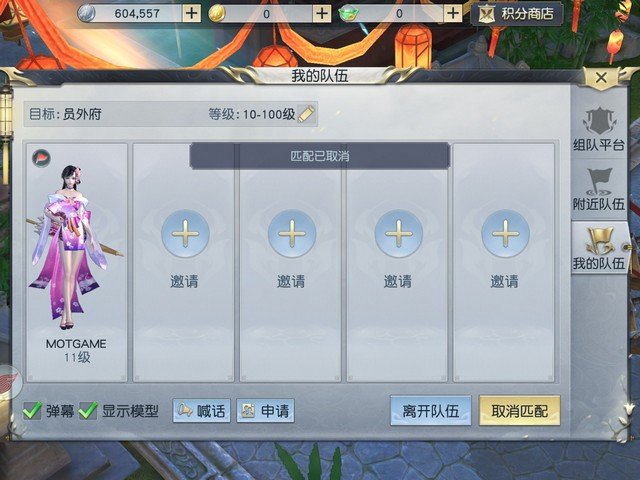 604,557
0
0
积分商店
我的队伍
目标:员外府
等级:10-100级
组队平台
匹配已取消
附近队伍
我的队伍
邀请
邀请
邀请
邀请
MOTGAME
11级
弹幕
显示模型
喊话
申请
离开队伍
取消匹配